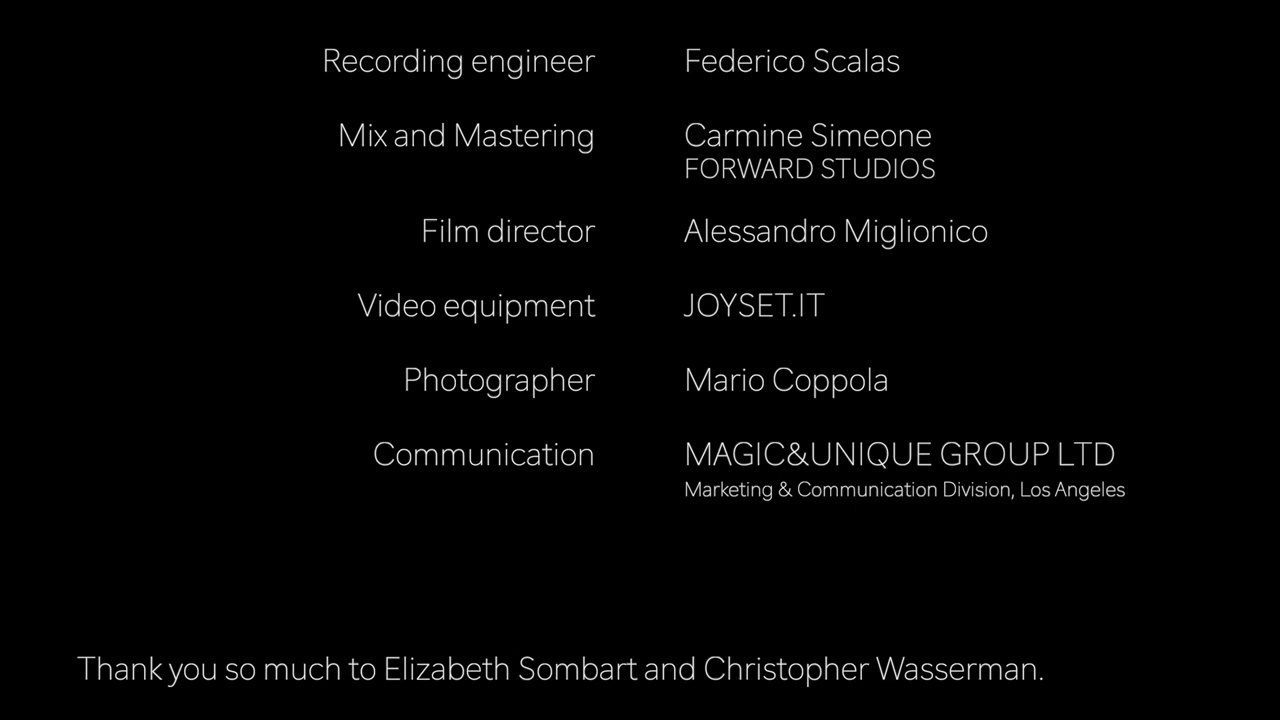 Recording engineer Federico Scalas
Mix and Mastering Carmine Simeone
FORWARD STUDIOS
Film director Alessandro Miglionico
Video equipment JOYSET.IT
Photographer Mario Coppola
Communication MAGIC&UNIQUE GROUP LTD
Marketing & Communication Division, Los Angeles
Thank you so much to Elizabeth Sombart and Christopher Wasserman.